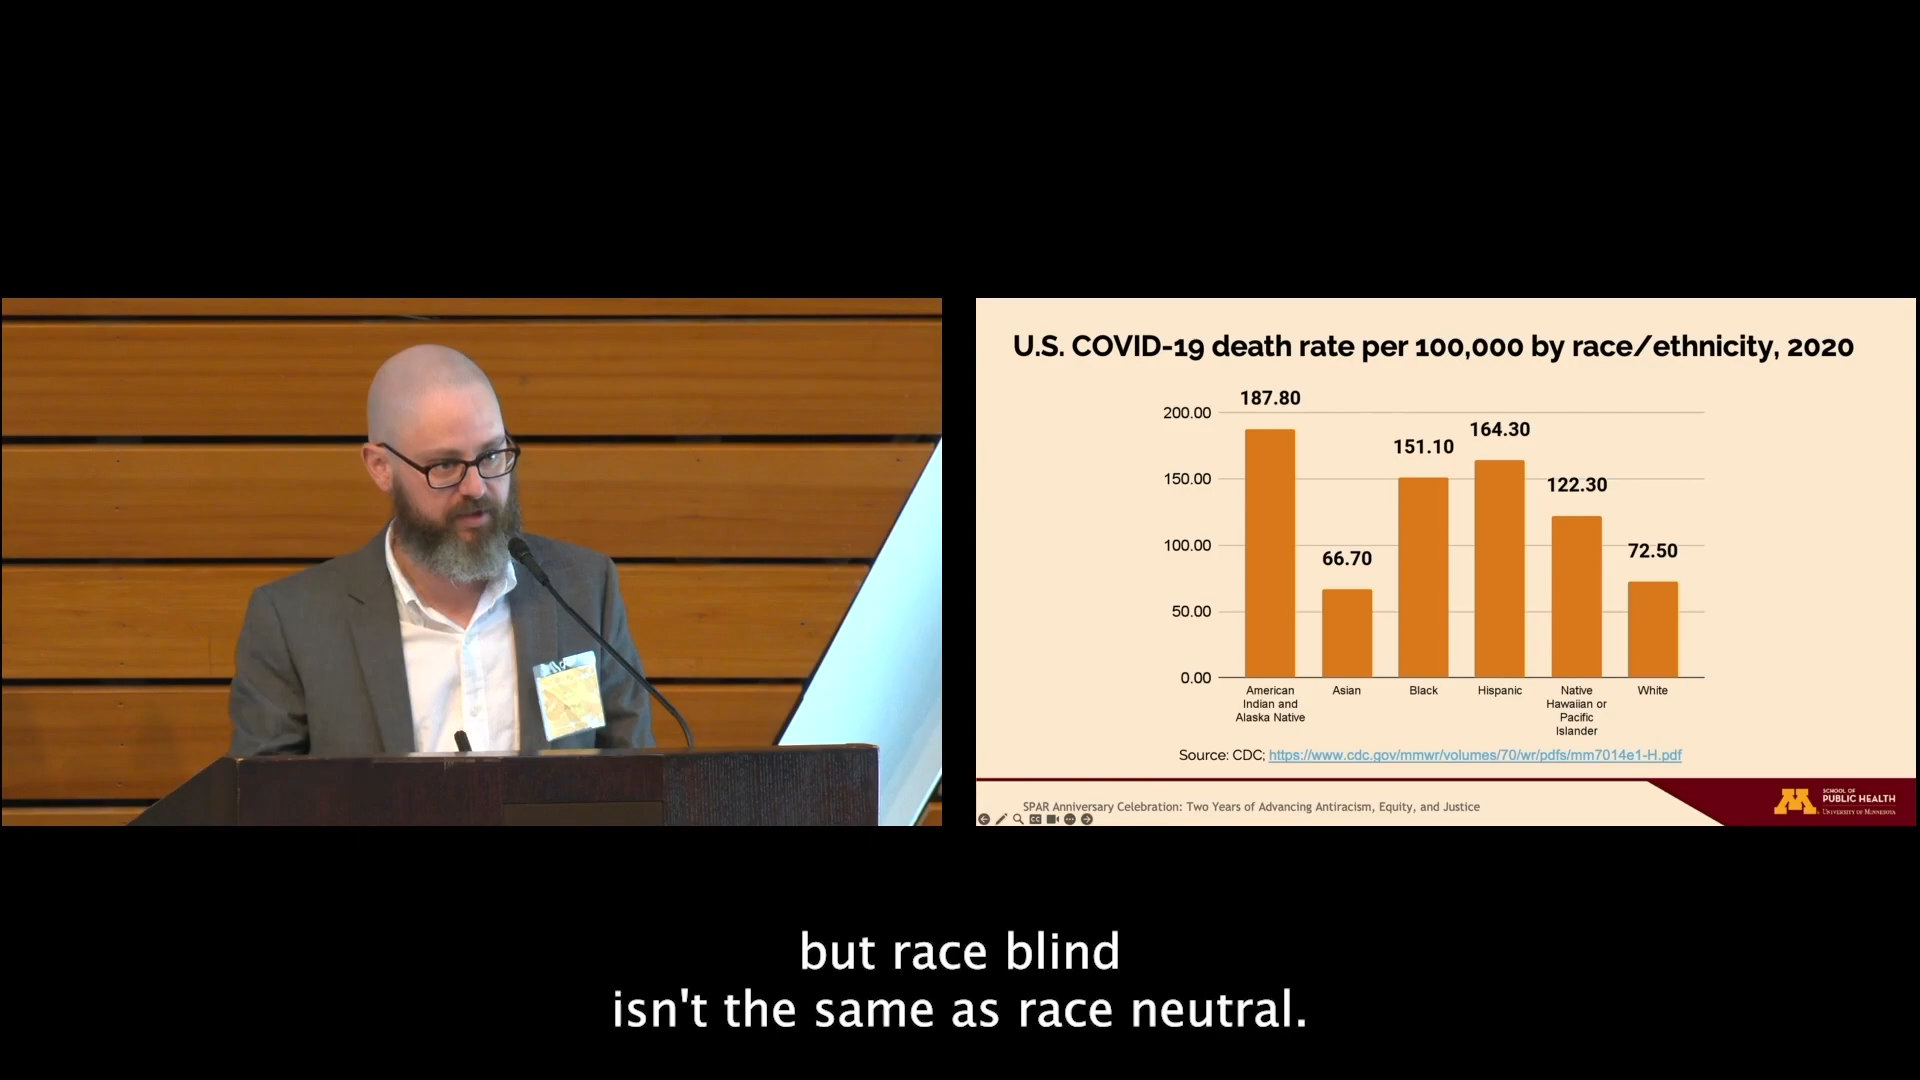 U.S. COVID-19 death rate per 100,000 by race/ethnicity, 2020
200.00
150.00
100.00
50.00
0.00
187.80
66.70
151.10
164.30
122.30
72.50
American
Indian and
Alaska Native
Asian
Black
Hispanic
Native
Hawaiian or
Pacific
Islander
White
Source: CDC; https://www.cdc.gov/mmwr/volumes/70/wr/pdfs/mm7014e1-H.pdf
SPAR Anniversary Celebration: Two Years of Advancing Antiracism, Equity, and Justice
CC
M
SCHOOL OF
PUBLIC HEALTH
UNIVERSITY OF MINNESOTA
but race blind
isn't the same as race neutral.